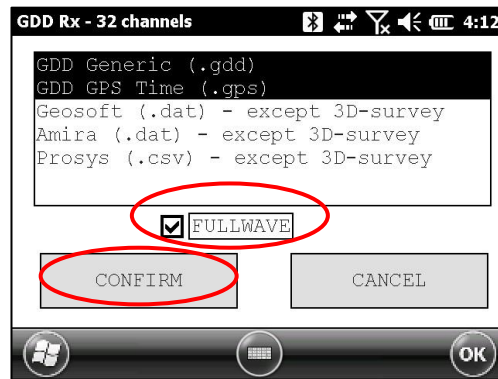 GDD Rx - 32 channels 4:12
GDD Generic (.gdd)
GDD GPS Time (.gps)
Geosoft (.dat) - except 3D-survey
Amira (.dat) - except 3D-survey
Prosys (.csv) - except 3D-survey
FULLWAVE
CONFIRM CANCEL
OK